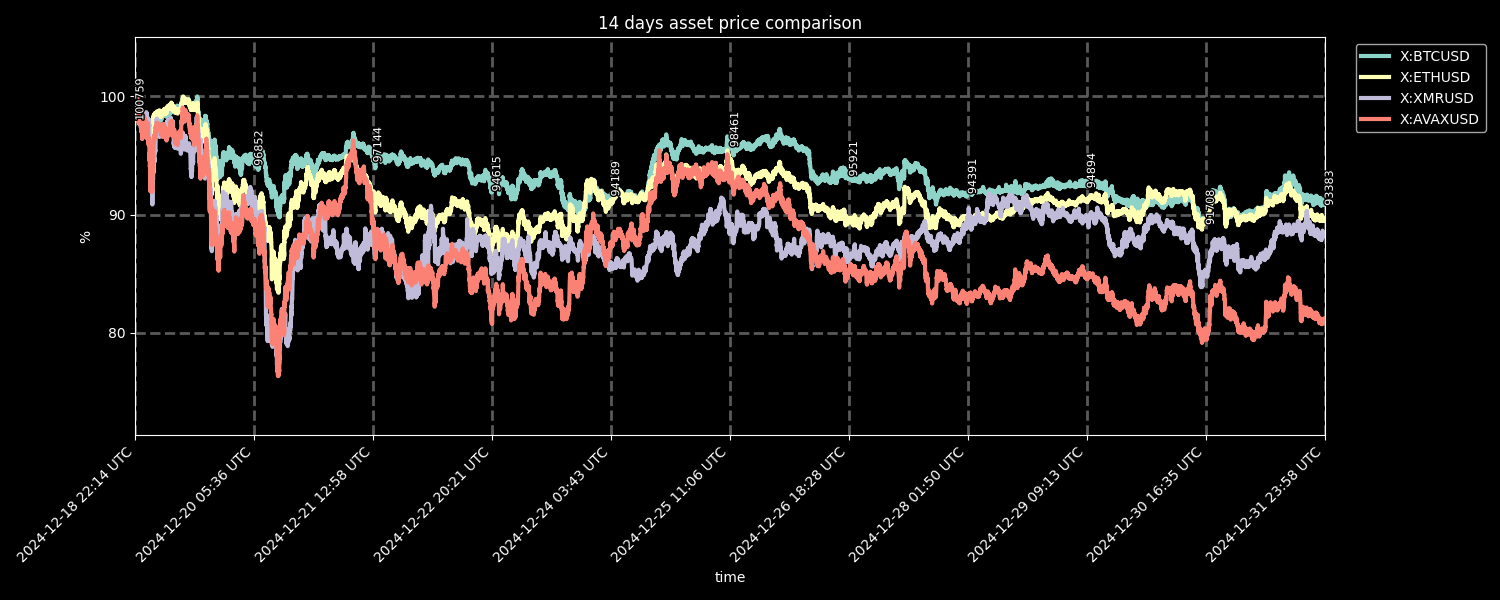 14 days asset price comparison
X:BTCUSD
X:ETHUSD
X:XMRUSD
X:AVAXUSD
100
90
80
%
100759
96852
97144
94615
94189
98461
95921
94391
94894
91708
93383
2024-12-18 22:14 UTC
2024-12-20 05:36 UTC
2024-12-21 12:58 UTC
2024-12-22 20:21 UTC
2024-12-24 03:43 UTC
2024-12-25 11:06 UTC
2024-12-26 18:28 UTC
2024-12-28 01:50 UTC
2024-12-29 09:13 UTC
2024-12-30 16:35 UTC
2024-12-31 23:58 UTC
time